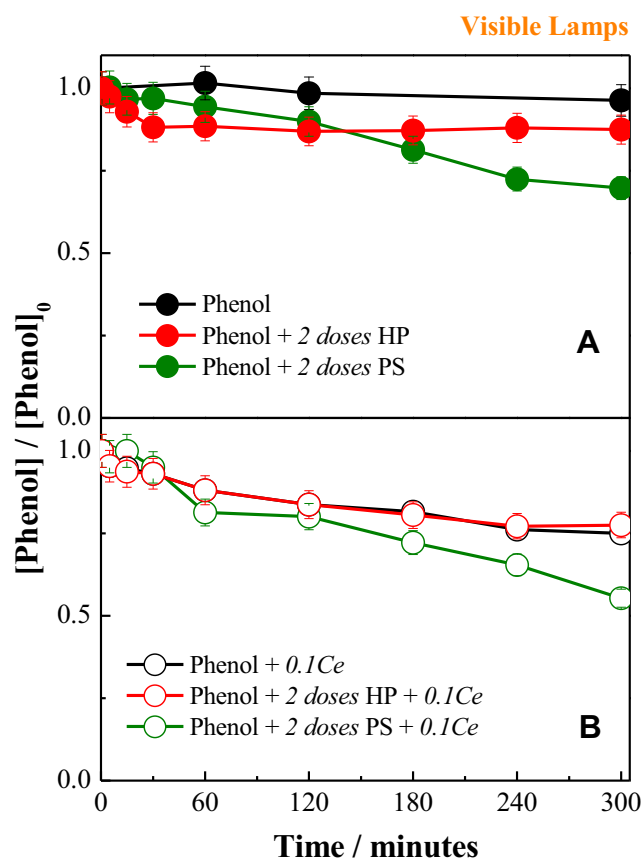 Visible Lamps
[Phenol] / [Phenol]0
1.0
0.5
0.0
Phenol
Phenol + 2 doses HP
Phenol + 2 doses PS
A
1.0
0.5
0.0
Phenol + 0.1Ce
Phenol + 2 doses HP + 0.1Ce
Phenol + 2 doses PS + 0.1Ce
B
0 60 120 180 240 300
Time / minutes